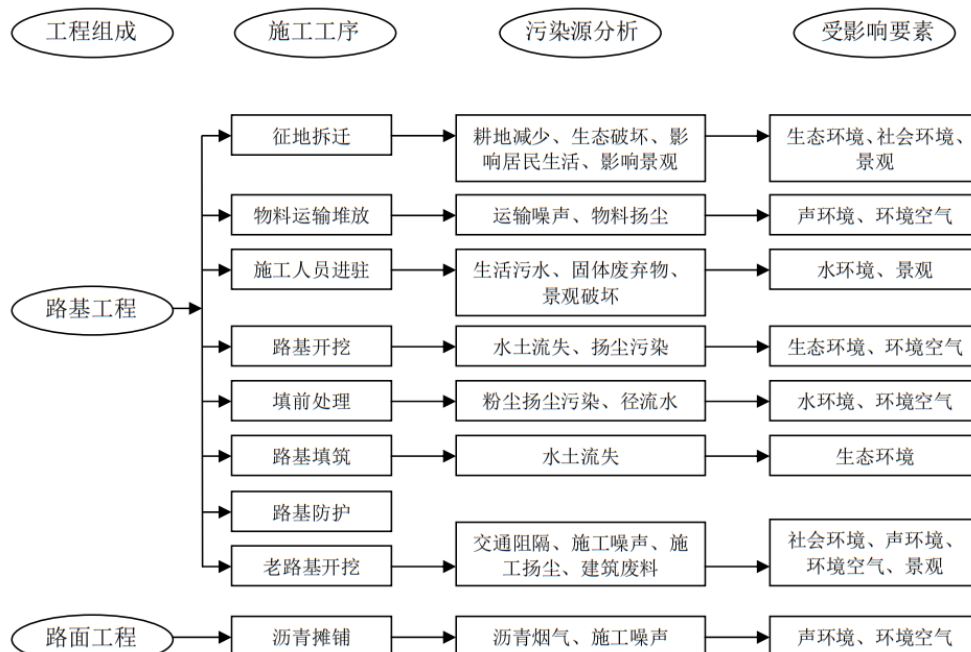 工程组成
施工工序
污染源分析
受影响要素
征地拆迁
耕地减少、生态破坏、影
响居民生活、影响景观
生态环境、社会环境、
景观
物料运输堆放
运输噪声、物料扬尘
声环境、环境空气
施工人员进驻
生活污水、固体废弃物、
景观破坏
水环境、景观
路基工程
路基开挖
水土流失、扬尘污染
生态环境、环境空气
填前处理
粉尘扬尘污染、径流水
水环境、环境空气
路基填筑
水土流失
生态环境
路基防护
老路基开挖
交通阻隔、施工噪声、施
工扬尘、建筑废料
社会环境、声环境、
环境空气、景观
路面工程
沥青摊铺
沥青烟气、施工噪声
声环境、环境空气